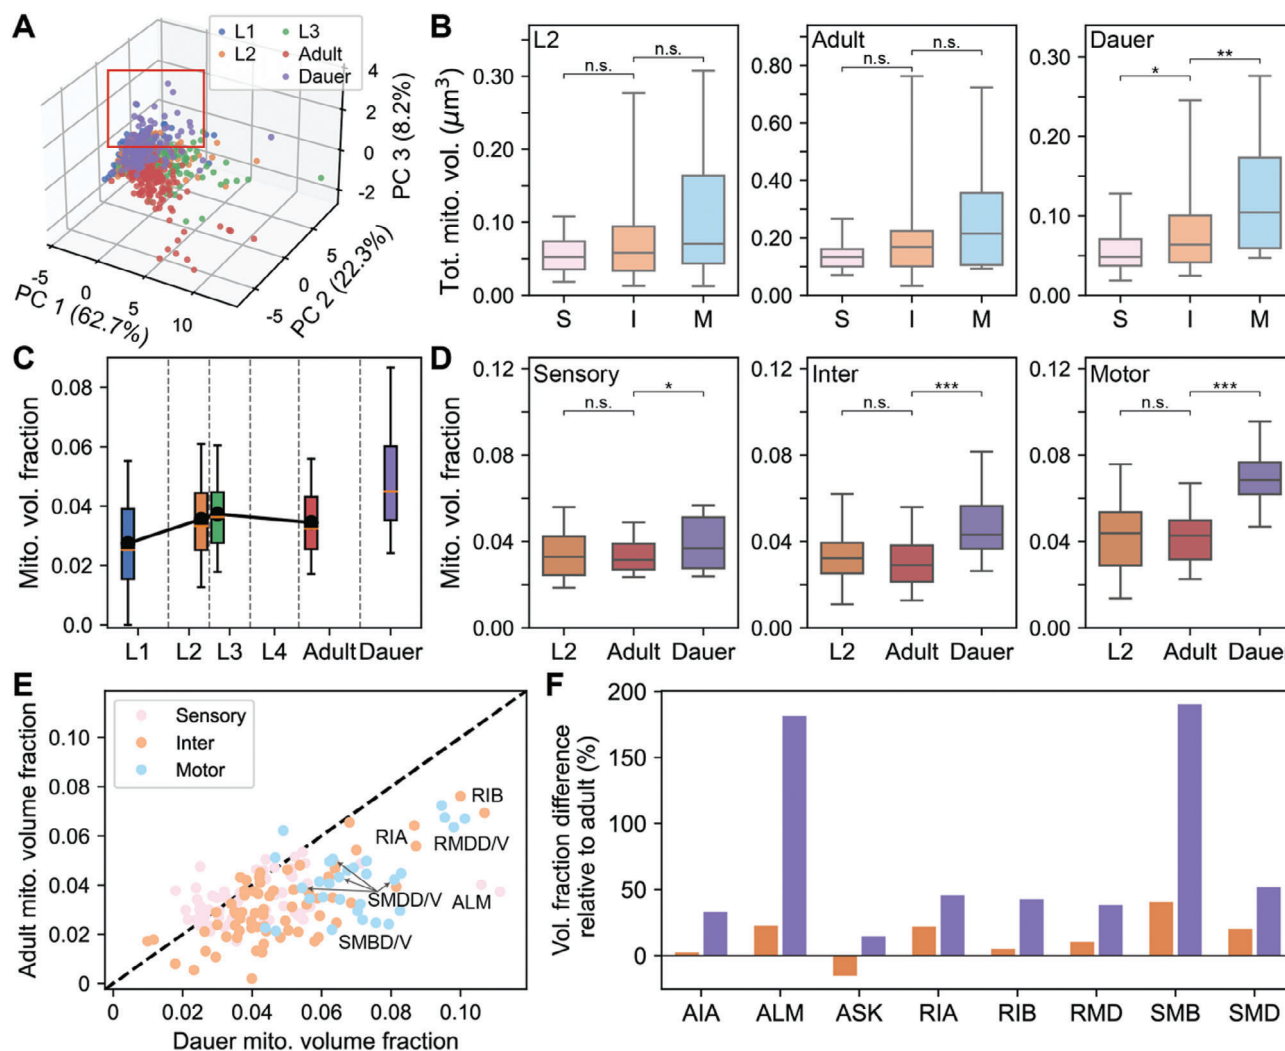 A
L1
L3
L2
Adult
Dauer
4
2
0
-2
PC 3 (8.2%)
-5
0
5
10
PC 1 (62.7%)
-5
0
5
PC 2 (22.3%)
B
L2
n.s.
n.s.
Tot. mito. vol. (μm³)
0.30
0.20
0.10
0.00
S I M
Adult
n.s.
n.s.
0.80
0.60
0.40
0.20
0.00
S I M
Dauer
*
**
0.30
0.20
0.10
0.00
S I M
C
Mito. vol. fraction
0.08
0.06
0.04
0.02
0.0
L1 L2 L3 L4 Adult Dauer
D
Mito. vol. fraction
0.12
0.08
0.04
0.00
Sensory
n.s.
*
L2 Adult Dauer
0.12
0.08
0.04
0.00
Inter
n.s.
***
L2 Adult Dauer
0.12
0.08
0.04
0.00
Motor
n.s.
***
L2 Adult Dauer
E
Sensory
Inter
Motor
Adult mito. volume fraction
0.10
0.08
0.06
0.04
0.02
0
RIB
RIA
RMDD/V
SMDD/V
ALM
SMBD/V
0 0.02 0.04 0.06 0.08 0.10
Dauer mito. volume fraction
F
Vol. fraction difference
relative to adult (%)
200
150
100
50
0
AIA ALM ASK RIA RIB RMD SMB SMD